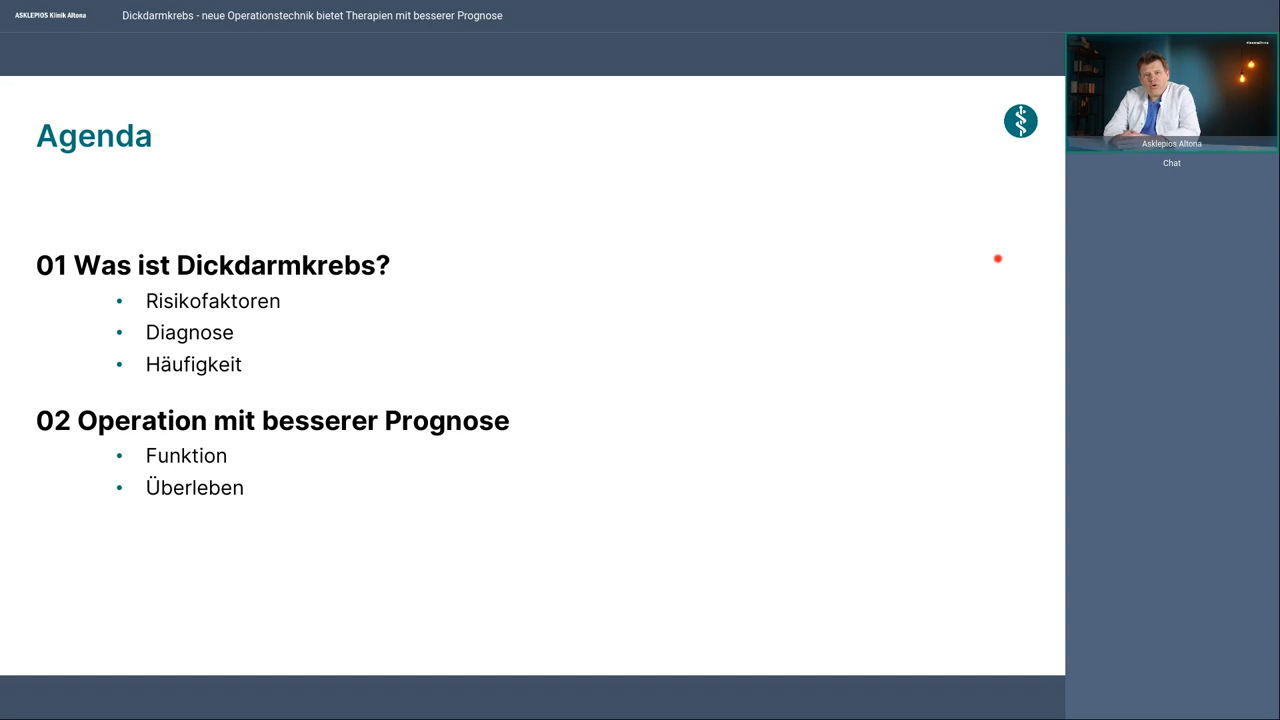 ASKLEPIOS Klinik Altona
Dickdarmkrebs - neue Operationstechnik bietet Therapien mit besserer Prognose
Agenda
01 Was ist Dickdarmkrebs?
• Risikofaktoren
• Diagnose
• Häufigkeit
02 Operation mit besserer Prognose
• Funktion
• Überleben
Asklepios Altona
Chat